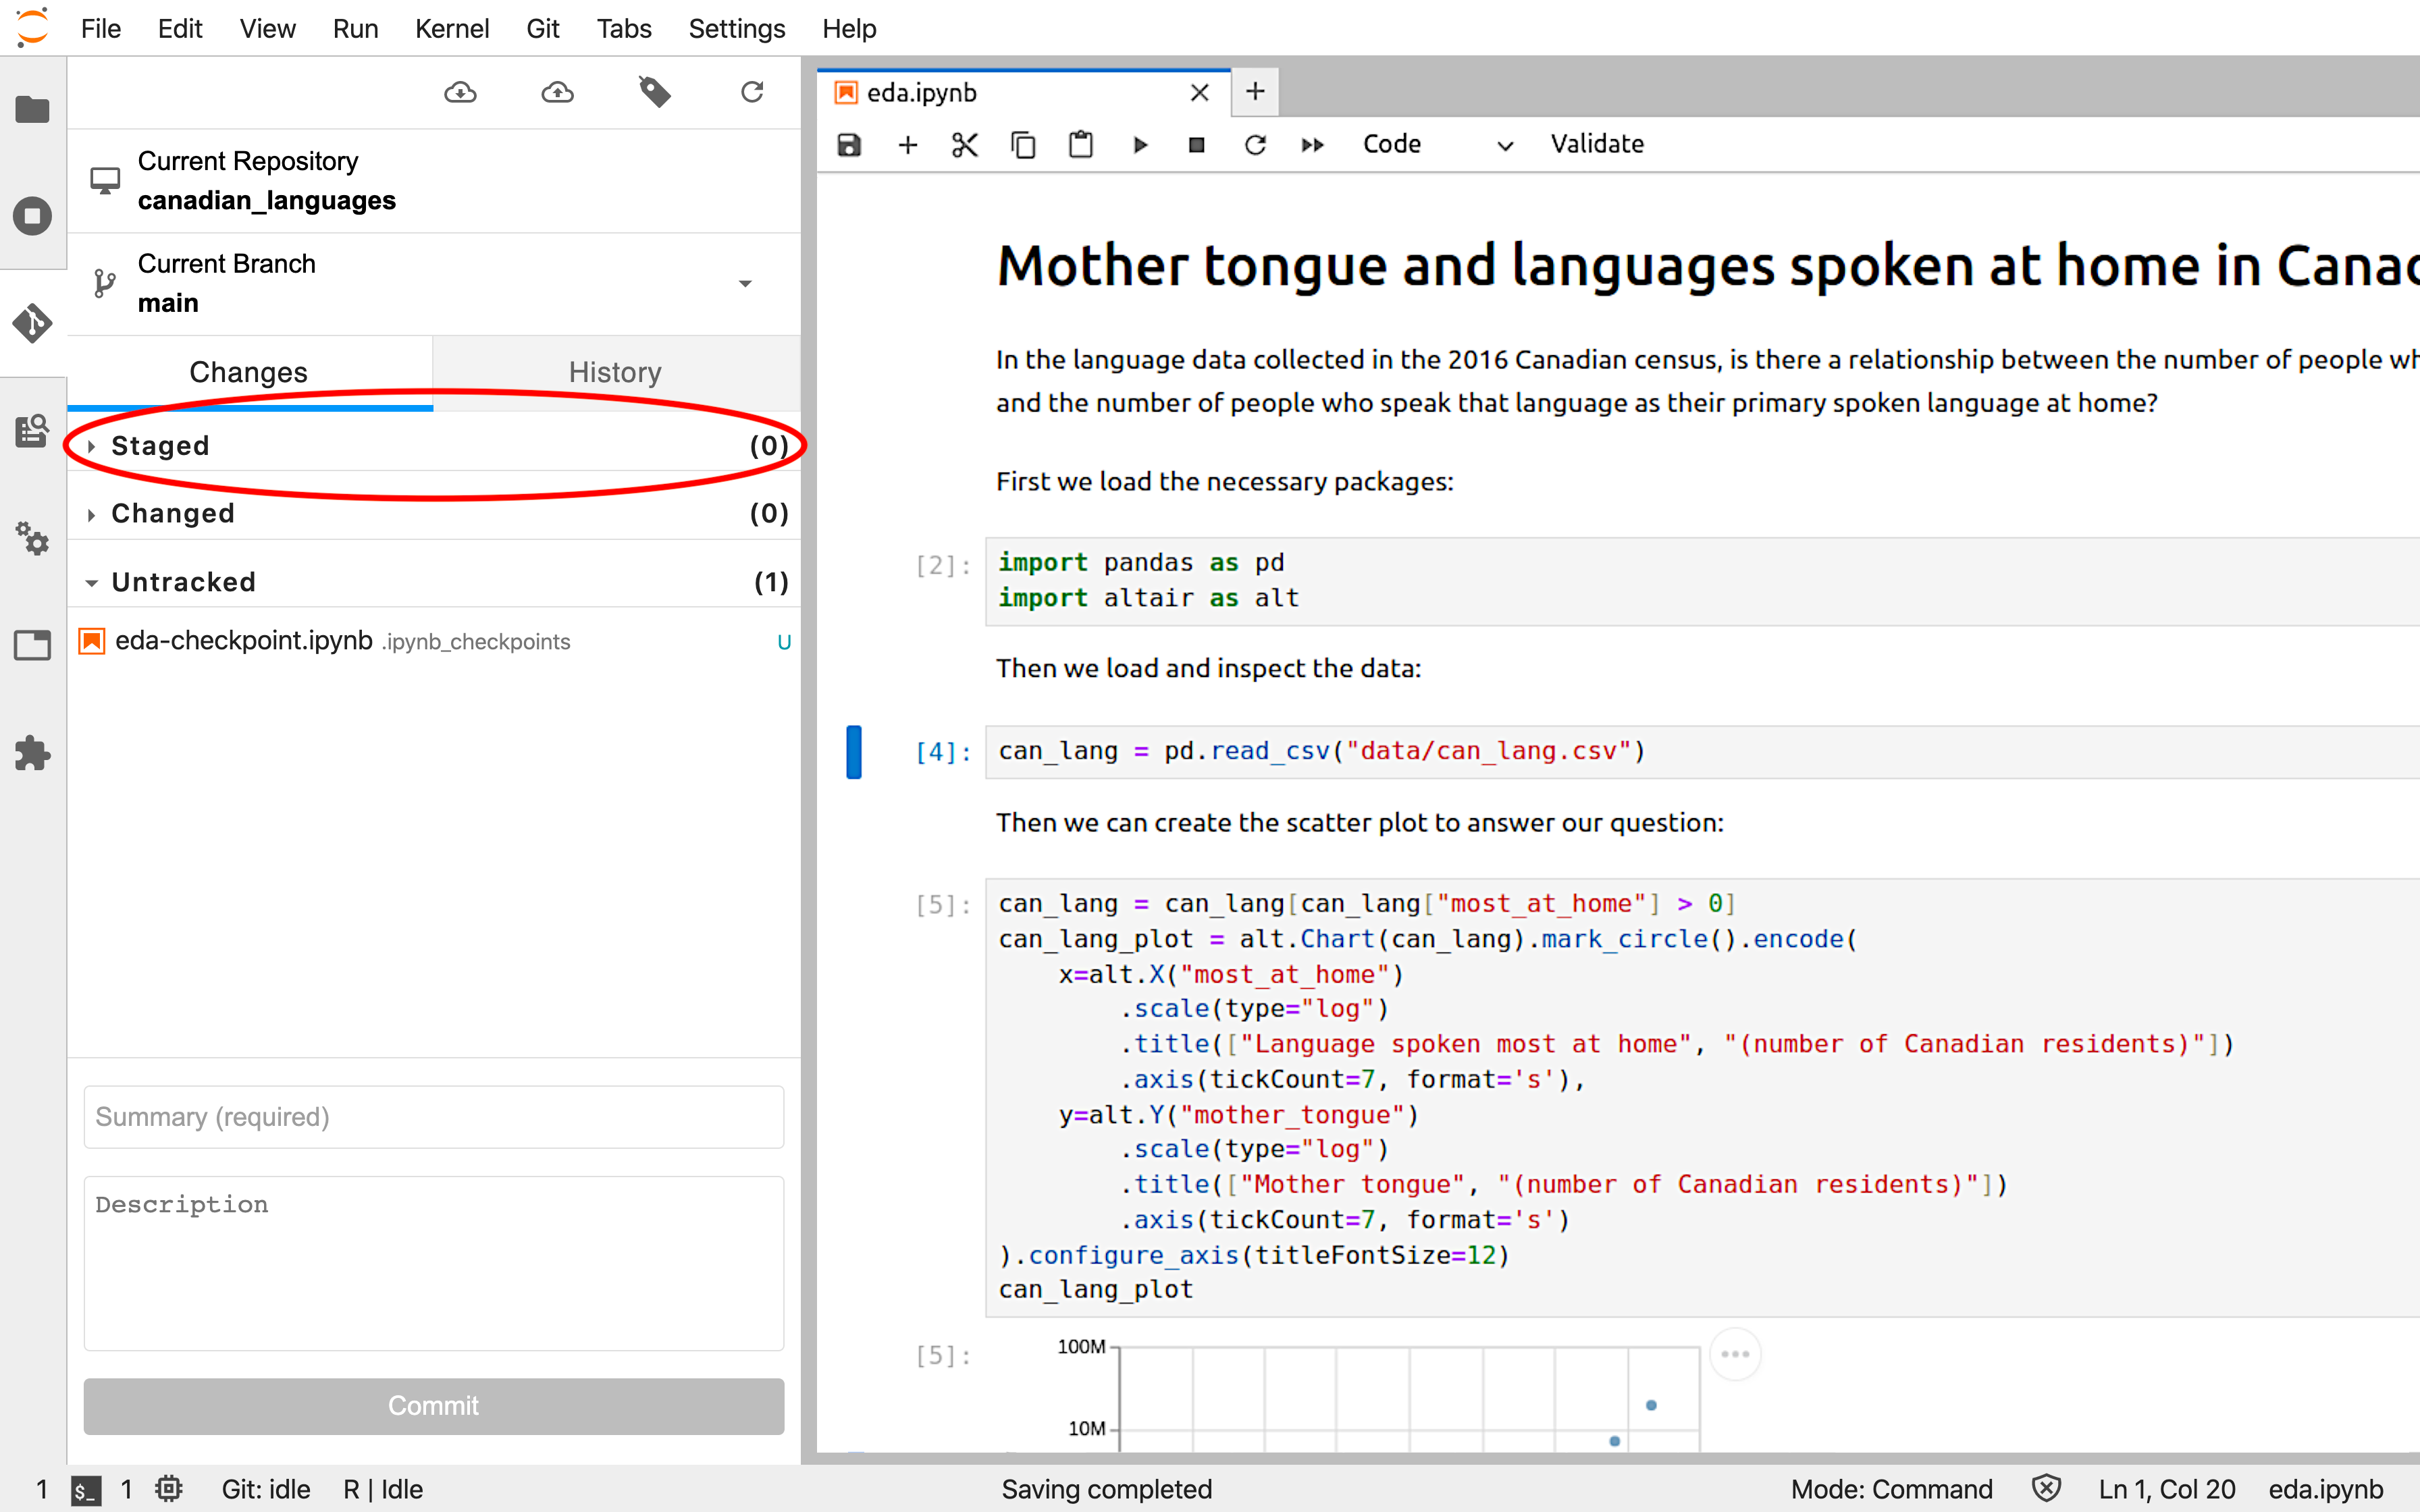 File Edit View Run Kernel Git Tabs Settings Help
Current Repository
canadian_languages
Current Branch
main
Changes History
Staged (0)
Changed (0)
Untracked (1)
eda-checkpoint.ipynb .ipynb_checkpoints U
Summary (required)
Description
Commit
eda.ipynb
Code Validate
Mother tongue and languages spoken at home in Canad
In the language data collected in the 2016 Canadian census, is there a relationship between the number of people wh
and the number of people who speak that language as their primary spoken language at home?
First we load the necessary packages:
[2]: import pandas as pd
import altair as alt
Then we load and inspect the data:
[4]: can_lang = pd.read_csv("data/can_lang.csv")
Then we can create the scatter plot to answer our question:
[5]: can_lang = can_lang[can_lang["most_at_home"] > 0]
can_lang_plot = alt.Chart(can_lang).mark_circle().encode(
    x=alt.X("most_at_home")
        .scale(type="log")
        .title(["Language spoken most at home", "(number of Canadian residents)"])
        .axis(tickCount=7, format='s'),
    y=alt.Y("mother_tongue")
        .scale(type="log")
        .title(["Mother tongue", "(number of Canadian residents)"])
        .axis(tickCount=7, format='s')
).configure_axis(titleFontSize=12)
can_lang_plot
[5]: 100M
10M
1 $_ 1 Git: idle R | Idle Saving completed Mode: Command Ln 1, Col 20 eda.ipynb